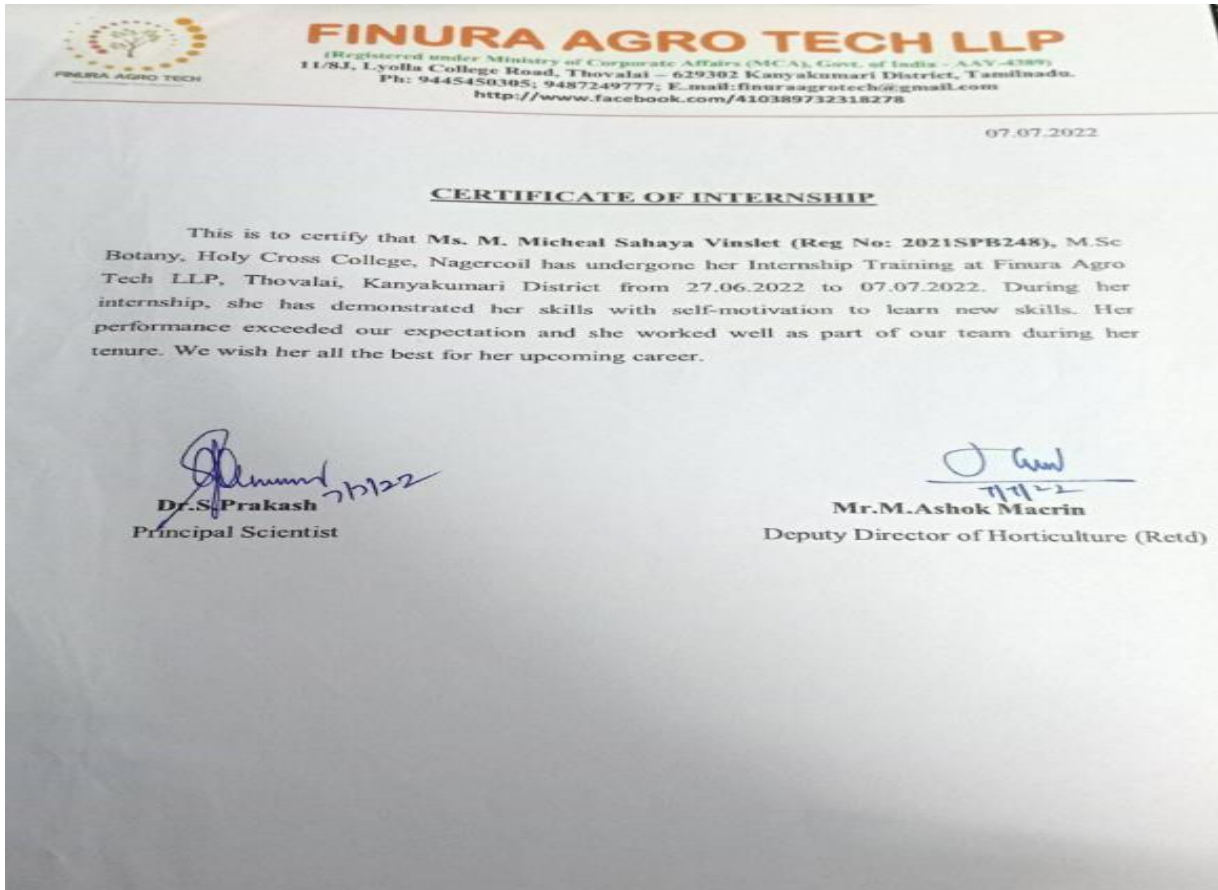 FINURA AGRO TECH
FINURA AGRO TECH LLP
(Registered under Ministry of Corporate Affairs (MCA), Govt. of India - AAY-4389)
11/8J, Lyolla College Road, Thovalai – 629302 Kanyakumari District, Tamilnadu.
Ph: 9445450305; 9487249777; E.mail:finuraagrotech@gmail.com
http://www.facebook.com/410389732318278
07.07.2022
CERTIFICATE OF INTERNSHIP
This is to certify that Ms. M. Micheal Sahaya Vinslet (Reg No: 2021SPB248), M.Sc
Botany, Holy Cross College, Nagercoil has undergone her Internship Training at Finura Agro
Tech LLP, Thovalai, Kanyakumari District from 27.06.2022 to 07.07.2022. During her
internship, she has demonstrated her skills with self-motivation to learn new skills. Her
performance exceeded our expectation and she worked well as part of our team during her
tenure. We wish her all the best for her upcoming career.
7/7/22
7/7/22
Dr.S.Prakash
Mr.M.Ashok Macrin
Principal Scientist
Deputy Director of Horticulture (Retd)